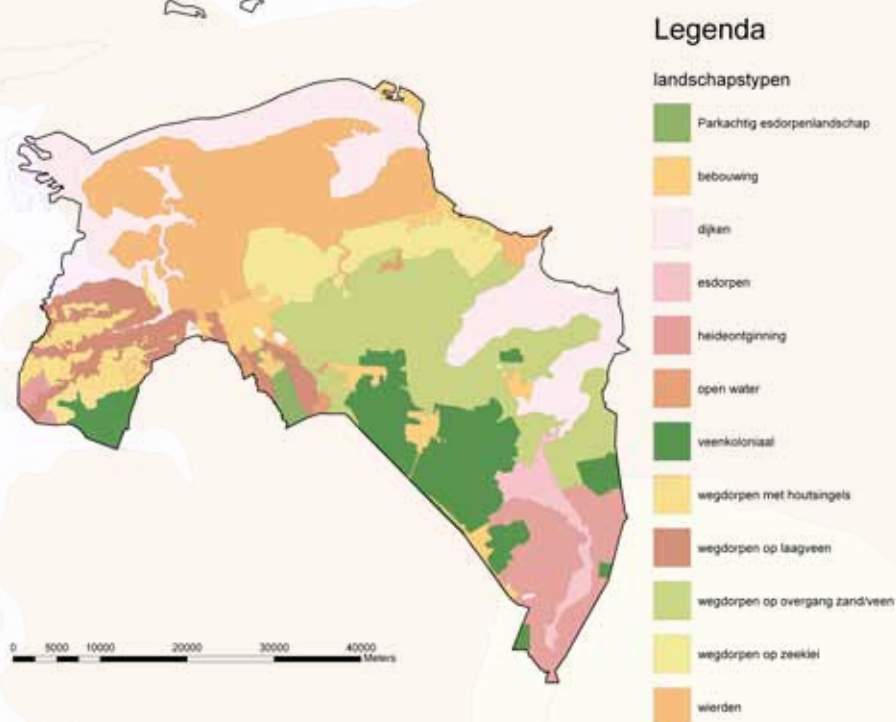 Legenda
landschapstypen
Parkachtig esdorpenlandschap
bebouwing
dijken
esdorpen
heideontginning
open water
veenkoloniaal
wegdorpen met houtsingels
wegdorpen op laagveen
wegdorpen op overgang zand/veen
wegdorpen op zeeklei
wierden
0 5000 10000 20000 30000 40000
Meters